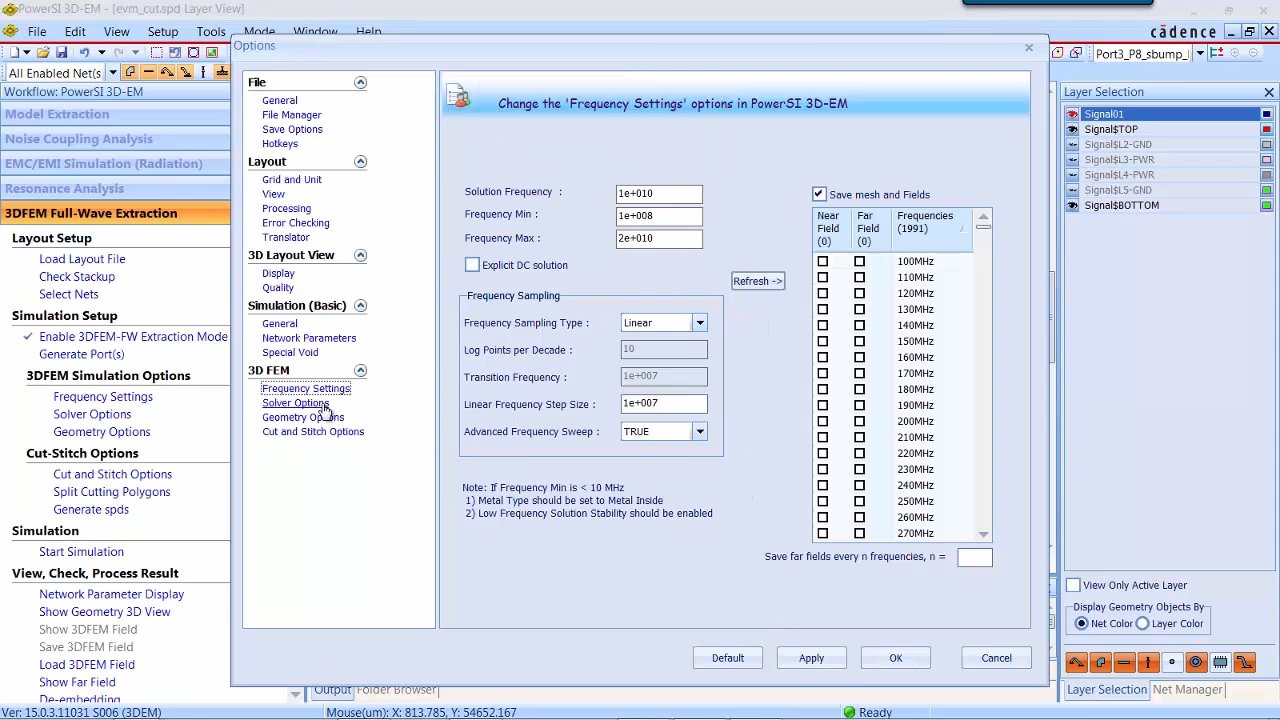 PowerSI 3D-EM - [evm_cut.spd Layer View]
File Edit View Setup Tools Mode Window Help
cādence
All Enabled Net(s
Port3_P8_sbump_
Workflow: PowerSI 3D-EM
Model Extraction
Noise Coupling Analysis
EMC/EMI Simulation (Radiation)
Resonance Analysis
3DFEM Full-Wave Extraction
Layout Setup
Load Layout File
Check Stackup
Select Nets
Simulation Setup
Enable 3DFEM-FW Extraction Mode
Generate Port(s)
3DFEM Simulation Options
Frequency Settings
Solver Options
Geometry Options
Cut-Stitch Options
Cut and Stitch Options
Split Cutting Polygons
Generate spds
Simulation
Start Simulation
View, Check, Process Result
Network Parameter Display
Show Geometry 3D View
Show 3DFEM Field
Save 3DFEM Field
Load 3DFEM Field
Show Far Field
De-embedding
Options
File
General
File Manager
Save Options
Hotkeys
Layout
Grid and Unit
View
Processing
Error Checking
Translator
3D Layout View
Display
Quality
Simulation (Basic)
General
Network Parameters
Special Void
3D FEM
Frequency Settings
Solver Options
Geometry Options
Cut and Stitch Options
Change the 'Frequency Settings' options in PowerSI 3D-EM
Solution Frequency : 1e+010
Frequency Min : 1e+008
Frequency Max : 2e+010
Explicit DC solution
Refresh ->
Frequency Sampling
Frequency Sampling Type : Linear
Log Points per Decade : 10
Transition Frequency : 1e+007
Linear Frequency Step Size : 1e+007
Advanced Frequency Sweep : TRUE
Note: If Frequency Min is < 10 MHz
1) Metal Type should be set to Metal Inside
2) Low Frequency Solution Stability should be enabled
Save mesh and Fields
Near Field (0) Far Field (0) Frequencies (1991)
100MHz
110MHz
120MHz
130MHz
140MHz
150MHz
160MHz
170MHz
180MHz
190MHz
200MHz
210MHz
220MHz
230MHz
240MHz
250MHz
260MHz
270MHz
Save far fields every n frequencies, n =
Default Apply OK Cancel
Layer Selection
Signal01
Signal$TOP
Signal$L2-GND
Signal$L3-PWR
Signal$L4-PWR
Signal$L5-GND
Signal$BOTTOM
View Only Active Layer
Display Geometry Objects By
Net Color Layer Color
Layer Selection Net Manager
Output Folder Browser
Ver: 15.0.3.11031 S006 (3DEM) Mouse(um): X: 813.785, Y: 54652.167 Ready